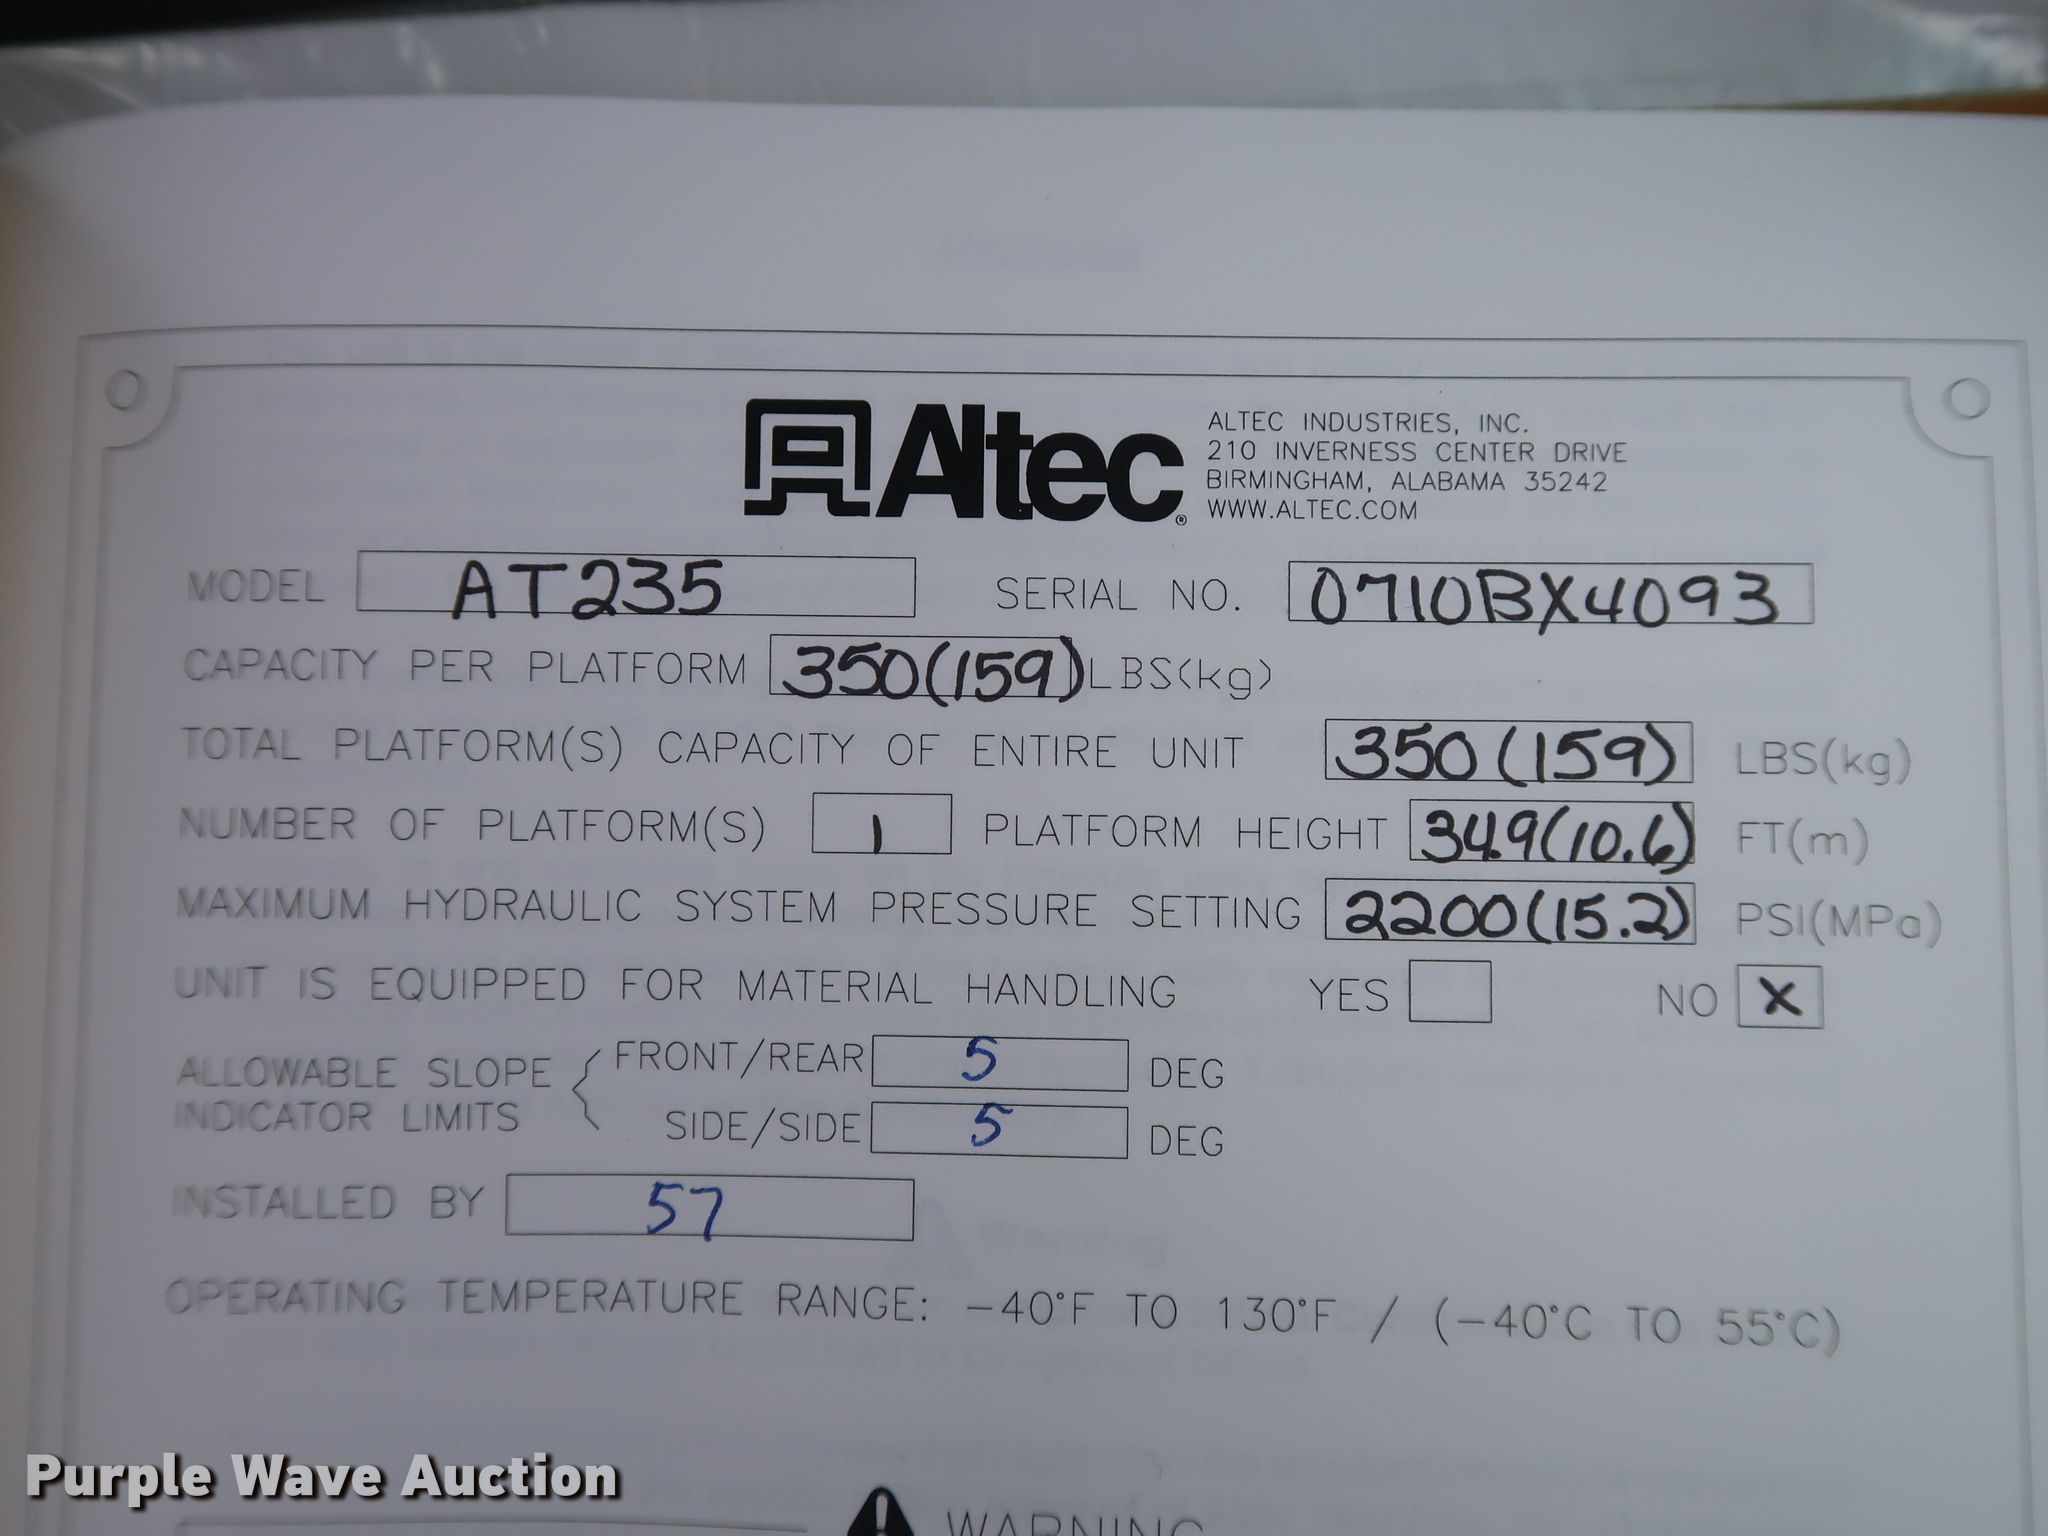 Altec® ALTEC INDUSTRIES, INC.
210 INVERNESS CENTER DRIVE
BIRMINGHAM, ALABAMA 35242
WWW.ALTEC.COM
MODEL AT235 SERIAL NO. 0710BX4093
CAPACITY PER PLATFORM 350(159) LBS(kg)
TOTAL PLATFORM(S) CAPACITY OF ENTIRE UNIT 350(159) LBS(kg)
NUMBER OF PLATFORM(S) 1 PLATFORM HEIGHT 34.9(10.6) FT(m)
MAXIMUM HYDRAULIC SYSTEM PRESSURE SETTING 2200(15.2) PSI(MPa)
UNIT IS EQUIPPED FOR MATERIAL HANDLING YES NO X
ALLOWABLE SLOPE INDICATOR LIMITS { FRONT/REAR 5 DEG
SIDE/SIDE 5 DEG
INSTALLED BY 57
OPERATING TEMPERATURE RANGE: -40°F TO 130°F / (-40°C TO 55°C)
WARNING
Purple Wave Auction